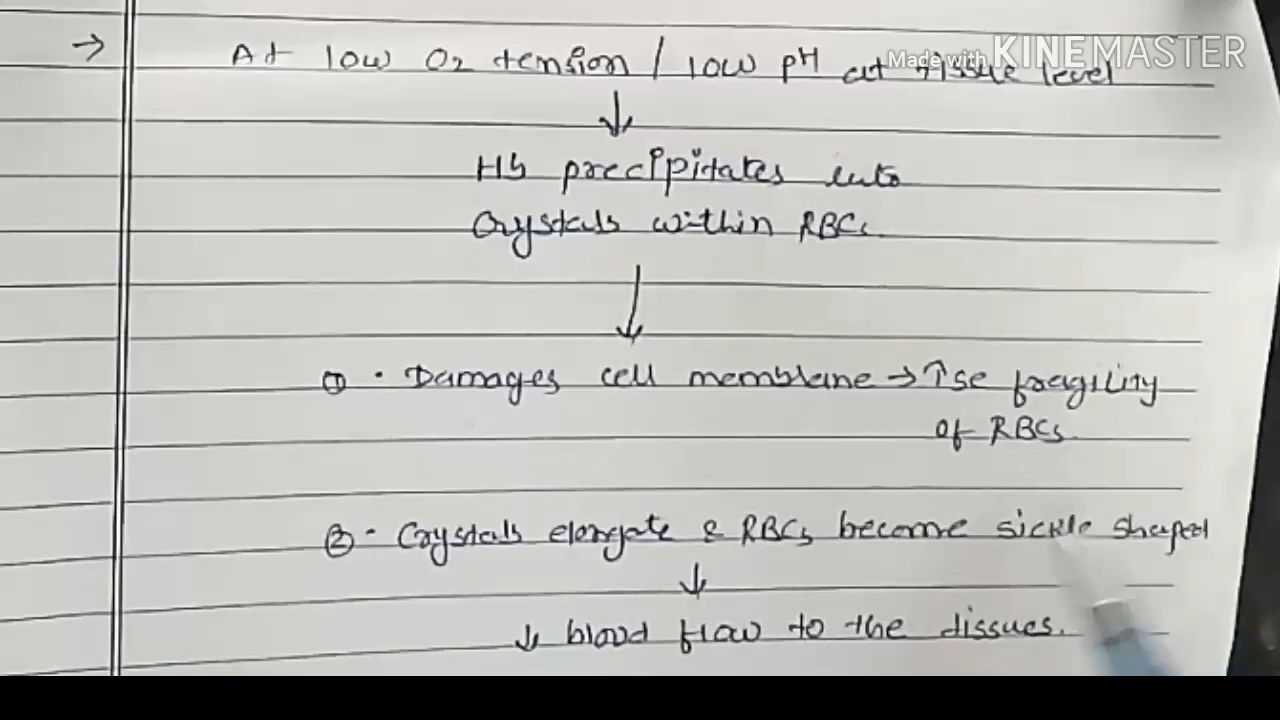 → At low O2 tension / low pH at tissue level
Made with KINEMASTER
↓
Hb precipitates into
Crystals within RBCs.
↓
① · Damages cell membrane → ↑se fragility
of RBCs.
② · Crystals elongate & RBCs become sickle shaped
↓
↓ blood flow to the tissues.